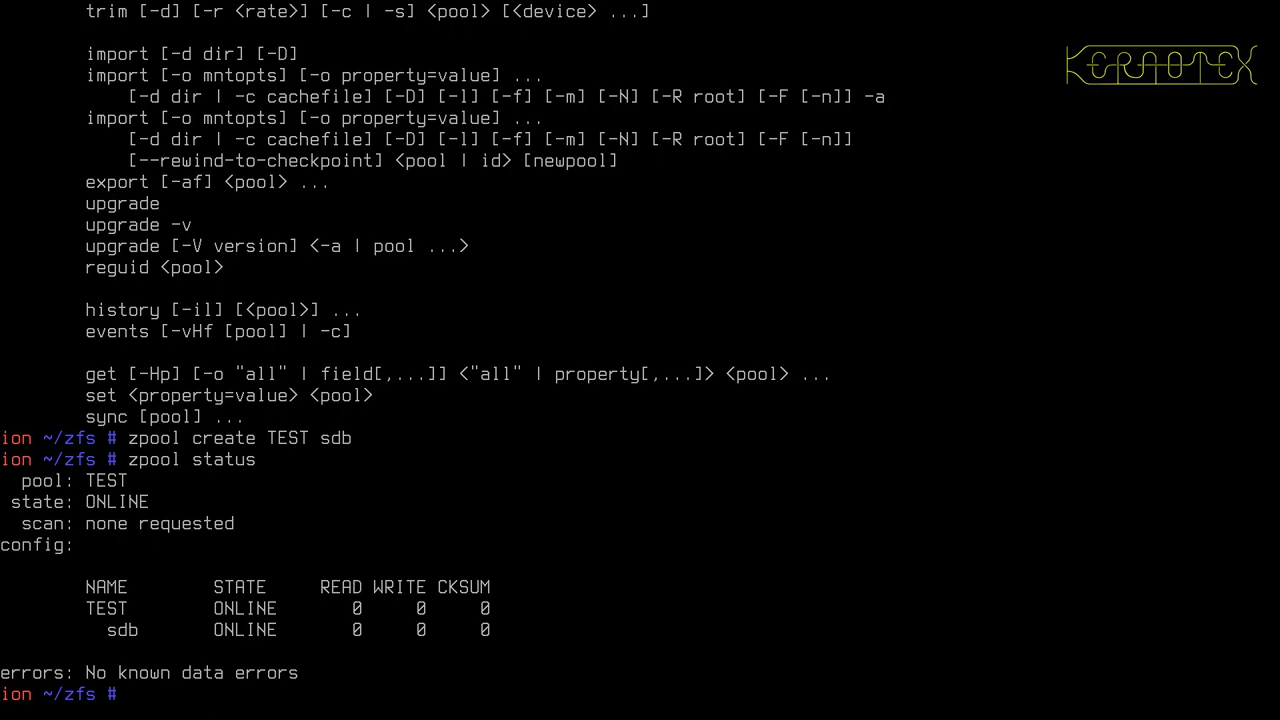 trim [-d] [-r <rate>] [-c | -s] <pool> [<device> ...]
KERAOTEX
import [-d dir] [-D]
import [-o mntopts] [-o property=value] ...
[-d dir | -c cachefile] [-D] [-l] [-f] [-m] [-N] [-R root] [-F [-n]] -a
import [-o mntopts] [-o property=value] ...
[-d dir | -c cachefile] [-D] [-l] [-f] [-m] [-N] [-R root] [-F [-n]]
[--rewind-to-checkpoint] <pool | id> [newpool]
export [-af] <pool> ...
upgrade
upgrade -v
upgrade [-V version] <-a | pool ...>
reguid <pool>
history [-il] [<pool>] ...
events [-vHf [pool] | -c]
get [-Hp] [-o "all" | field[,...]] <"all" | property[,...]> <pool> ...
set <property=value> <pool>
sync [pool] ...
ion ~/zfs # zpool create TEST sdb
ion ~/zfs # zpool status
pool: TEST
state: ONLINE
scan: none requested
config:
NAME STATE READ WRITE CKSUM
TEST ONLINE 0 0 0
sdb ONLINE 0 0 0
errors: No known data errors
ion ~/zfs #